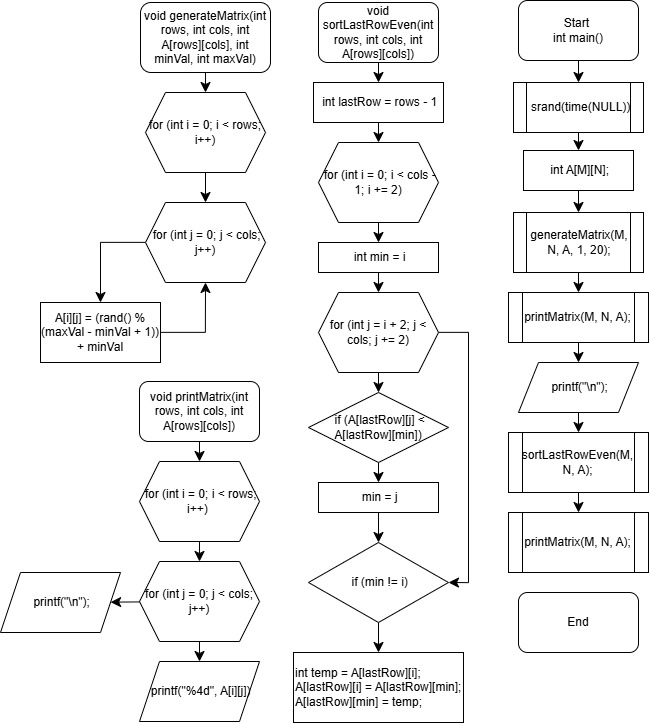 void generateMatrix(int
rows, int cols, int
A[rows][cols], int
minVal, int maxVal)
for (int i = 0; i < rows;
i++)
for (int j = 0; j < cols;
j++)
A[i][j] = (rand() %
(maxVal - minVal + 1))
+ minVal
void printMatrix(int
rows, int cols, int
A[rows][cols])
for (int i = 0; i < rows;
i++)
for (int j = 0; j < cols;
j++)
printf("\n");
printf("%4d", A[i][j])
void
sortLastRowEven(int
rows, int cols, int
A[rows][cols])
int lastRow = rows - 1
for (int i = 0; i < cols -
1; i += 2)
int min = i
for (int j = i + 2; j <
cols; j += 2)
if (A[lastRow][j] <
A[lastRow][min])
min = j
if (min != i)
int temp = A[lastRow][i];
A[lastRow][i] = A[lastRow][min];
A[lastRow][min] = temp;
Start
int main()
srand(time(NULL))
int A[M][N];
generateMatrix(M,
N, A, 1, 20);
printMatrix(M, N, A);
printf("\n");
sortLastRowEven(M,
N, A);
printMatrix(M, N, A);
End